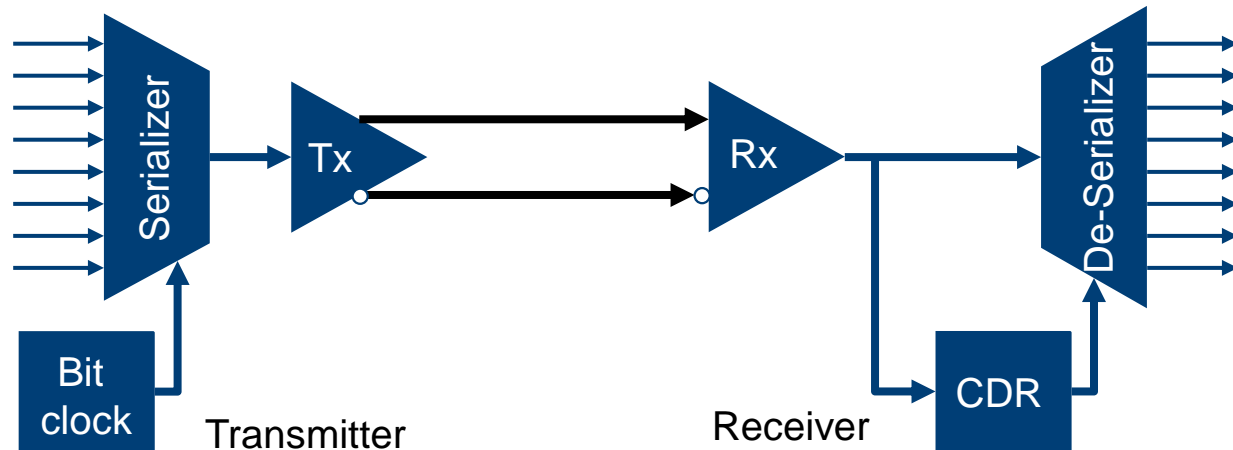 Serializer
Tx
Rx
De-Serializer
Bit
clock
CDR
Transmitter
Receiver